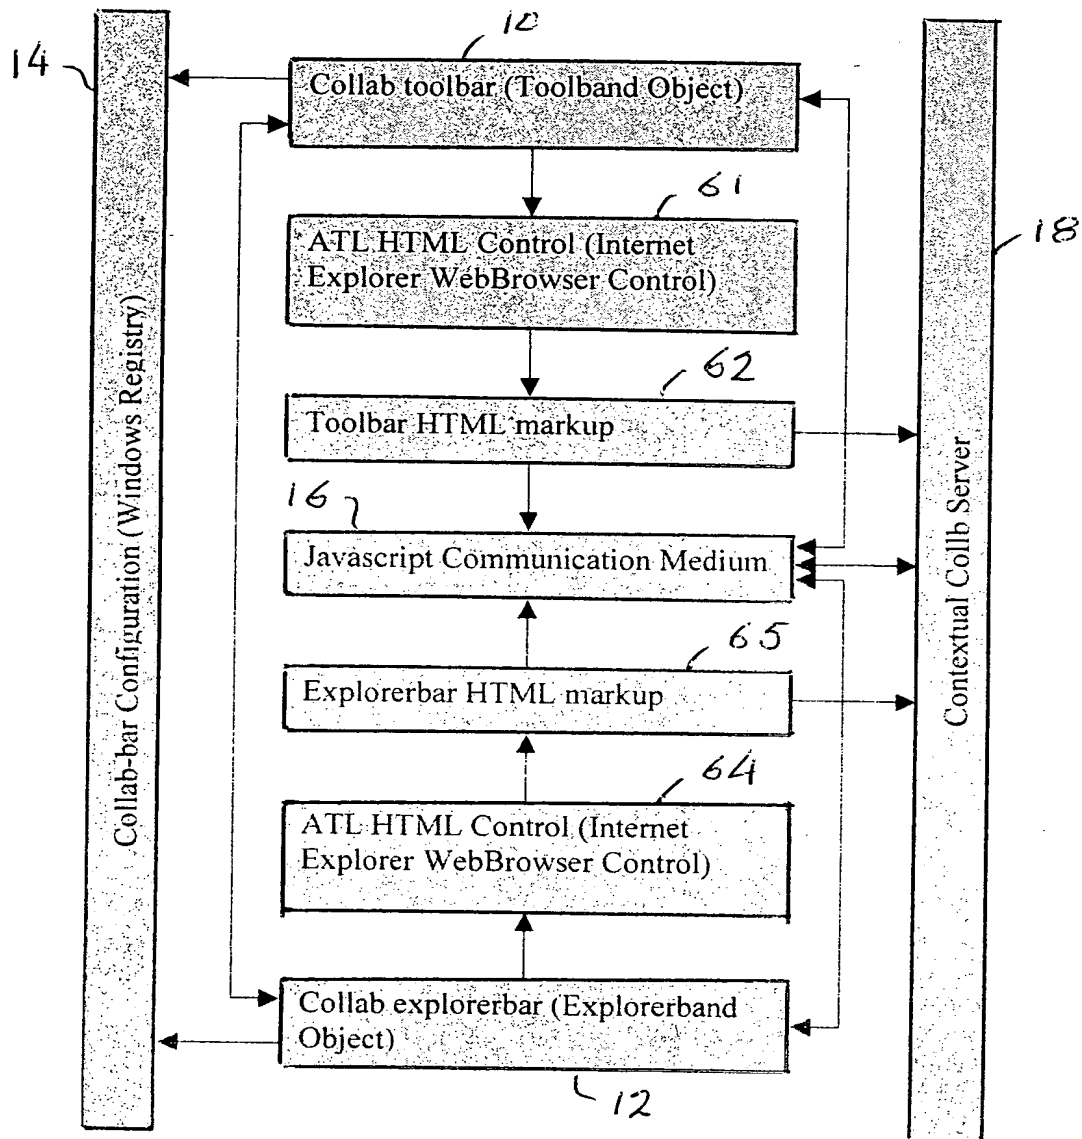 10
14
Collab toolbar (Toolband Object)
61
ATL HTML Control (Internet
Explorer WebBrowser Control)
18
62
Toolbar HTML markup
16
Javascript Communication Medium
65
Explorerbar HTML markup
64
ATL HTML Control (Internet
Explorer WebBrowser Control)
Collab explorerbar (Explorerband
Object)
12
Collab-bar Configuration (Windows Registry)
Contextual Collb Server